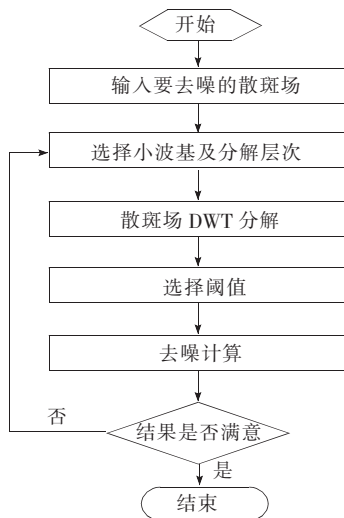 开始
输入要去噪的散斑场
选择小波基及分解层次
散斑场 DWT 分解
选择阈值
去噪计算
否
结果是否满意
是
结束